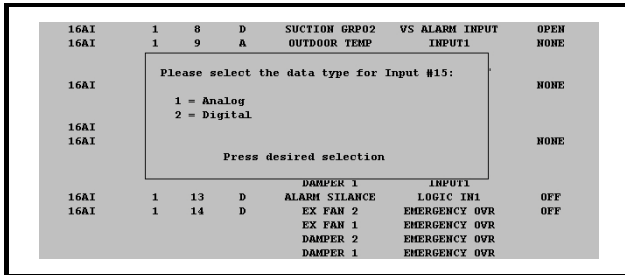 16AI 1 8 D SUCTION GRP02 VS ALARM INPUT OPEN
16AI 1 9 A OUTDOOR TEMP INPUT1 NONE
Please select the data type for Input #15:
16AI NONE
1 = Analog
2 = Digital
16AI
16AI NONE
Press desired selection
DAMPER 1 INPUT1
16AI 1 13 D ALARM SILANCE LOGIC IN1 OFF
16AI 1 14 D EX FAN 2 EMERGENCY OVR OFF
EX FAN 1 EMERGENCY OVR
DAMPER 2 EMERGENCY OVR
DAMPER 1 EMERGENCY OVR